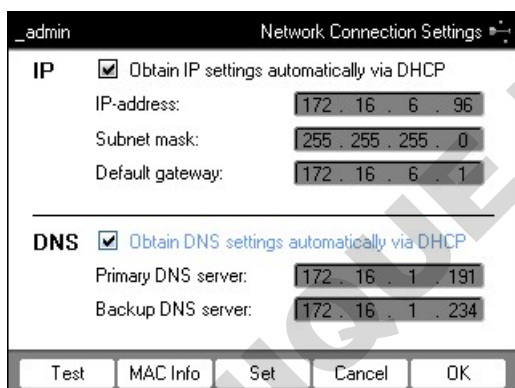 _admin Network Connection Settings
IP Obtain IP settings automatically via DHCP
IP-address: 172 . 16 . 6 . 96
Subnet mask: 255 . 255 . 255 . 0
Default gateway: 172 . 16 . 6 . 1
DNS Obtain DNS settings automatically via DHCP
Primary DNS server: 172 . 16 . 1 . 191
Backup DNS server: 172 . 16 . 1 . 234
Test MAC Info Set Cancel OK